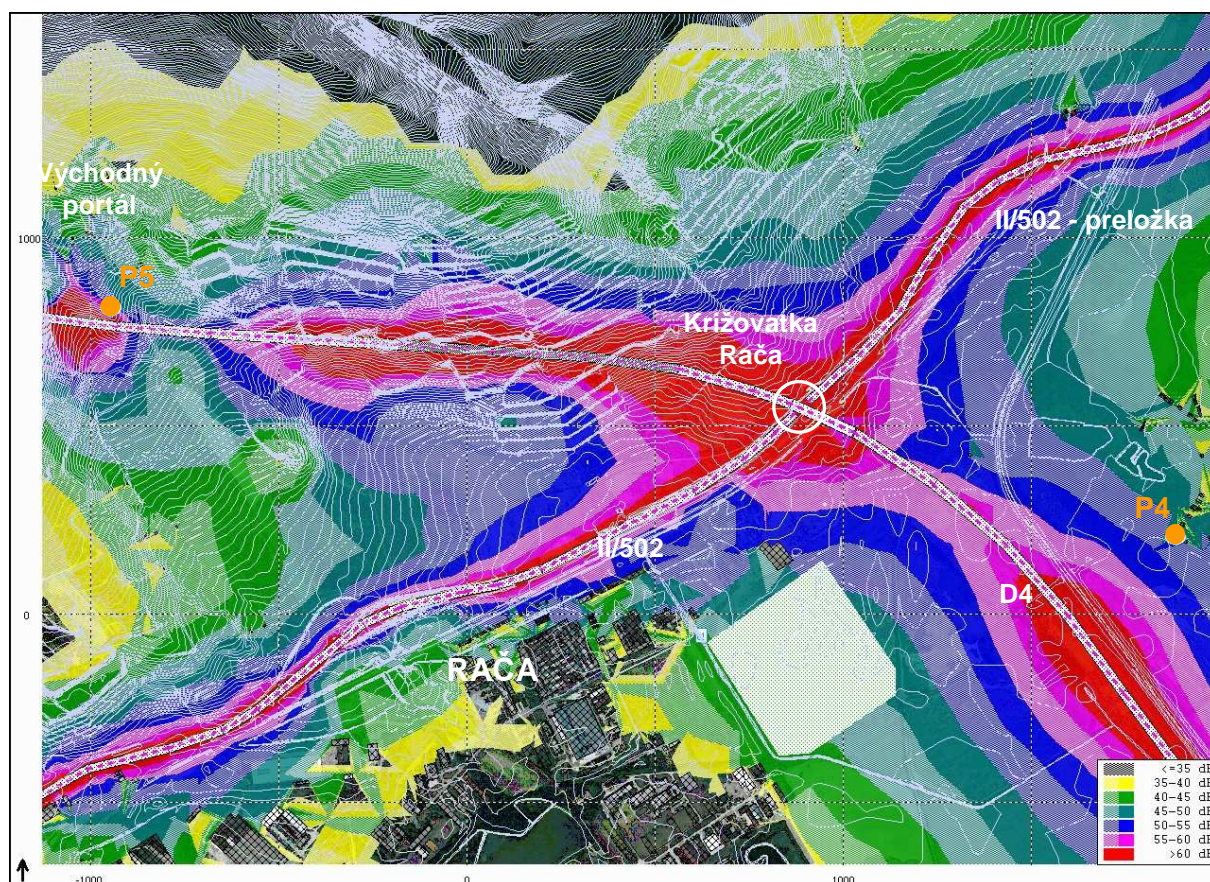 Východný
portál
P5
1000
II/502 - preložka
Križovatka
Rača
P4
II/502
D4
0
RAČA
<=35 dB
35-40 dB
40-45 dB
45-50 dB
50-55 dB
55-60 dB
>60 dB
-1000
0
1000